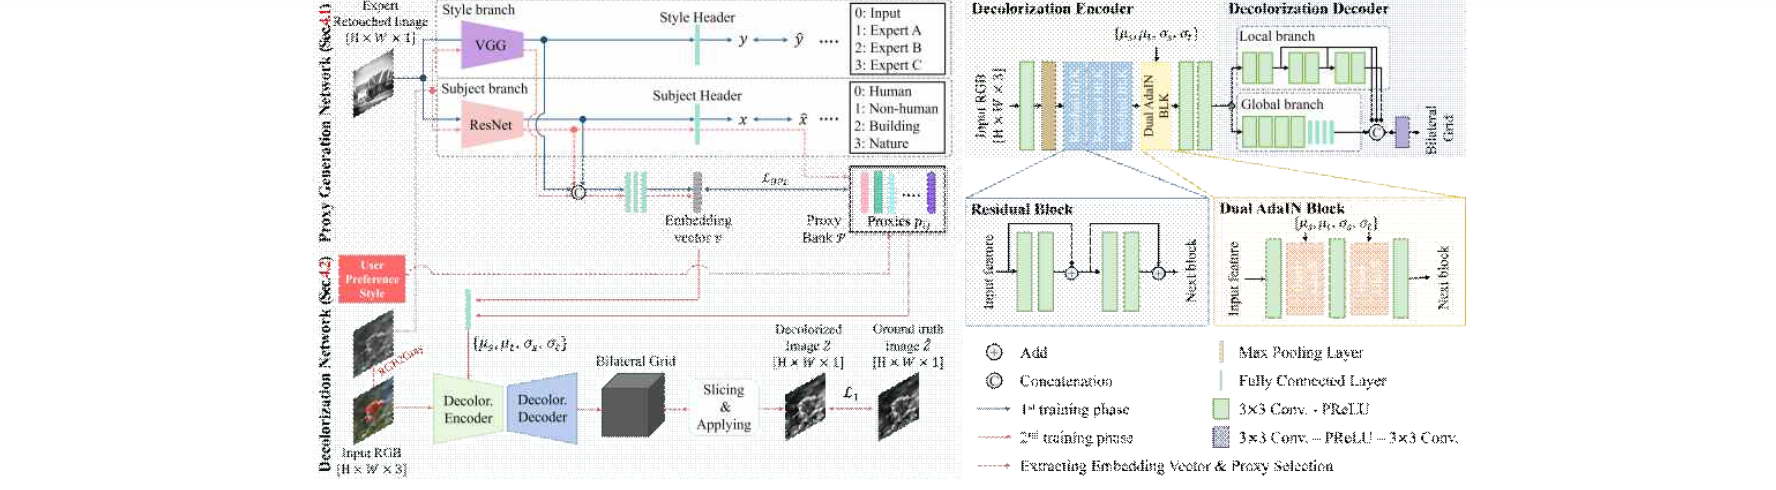 Proxy Generation Network (Sec.4.1)
Expert
Retouched Image
[H × W × 1]
Style branch
VGG
Style Header
y
ŷ
....
0: Input
1: Expert A
2: Expert B
3: Expert C
Subject branch
ResNet
Subject Header
x
x̂
....
0: Human
1: Non-human
2: Building
3: Nature
C
Embedding
vector v
Proxy
Bank P
....
Proxies pij
Decolorization Network (Sec.4.2)
User
Preference
Style
RGB2Gray
Input RGB
[H × W × 3]
{μs, μt, σs, σt}
Decolor.
Encoder
Decolor.
Decoder
Bilateral Grid
Slicing
&
Applying
Decolorized
image Z
[H × W × 1]
L1
Ground truth
image Ẑ
[H × W × 1]
Decolorization Encoder
Input RGB
[H × W × 3]
{μs, μt, σs, σt}
Dual AdaIN
BLK
Decolorization Decoder
Local branch
Global branch
C
Bilateral
Grid
Residual Block
Input feature
+
+
Next block
Dual AdaIN Block
{μs, μt, σs, σt}
Input feature
Next block
+ Add
C Concatenation
1st training phase
2nd training phase
Extracting Embedding Vector & Proxy Selection
Max Pooling Layer
Fully Connected Layer
3×3 Conv. - PReLU
3×3 Conv. – PReLU – 3×3 Conv.